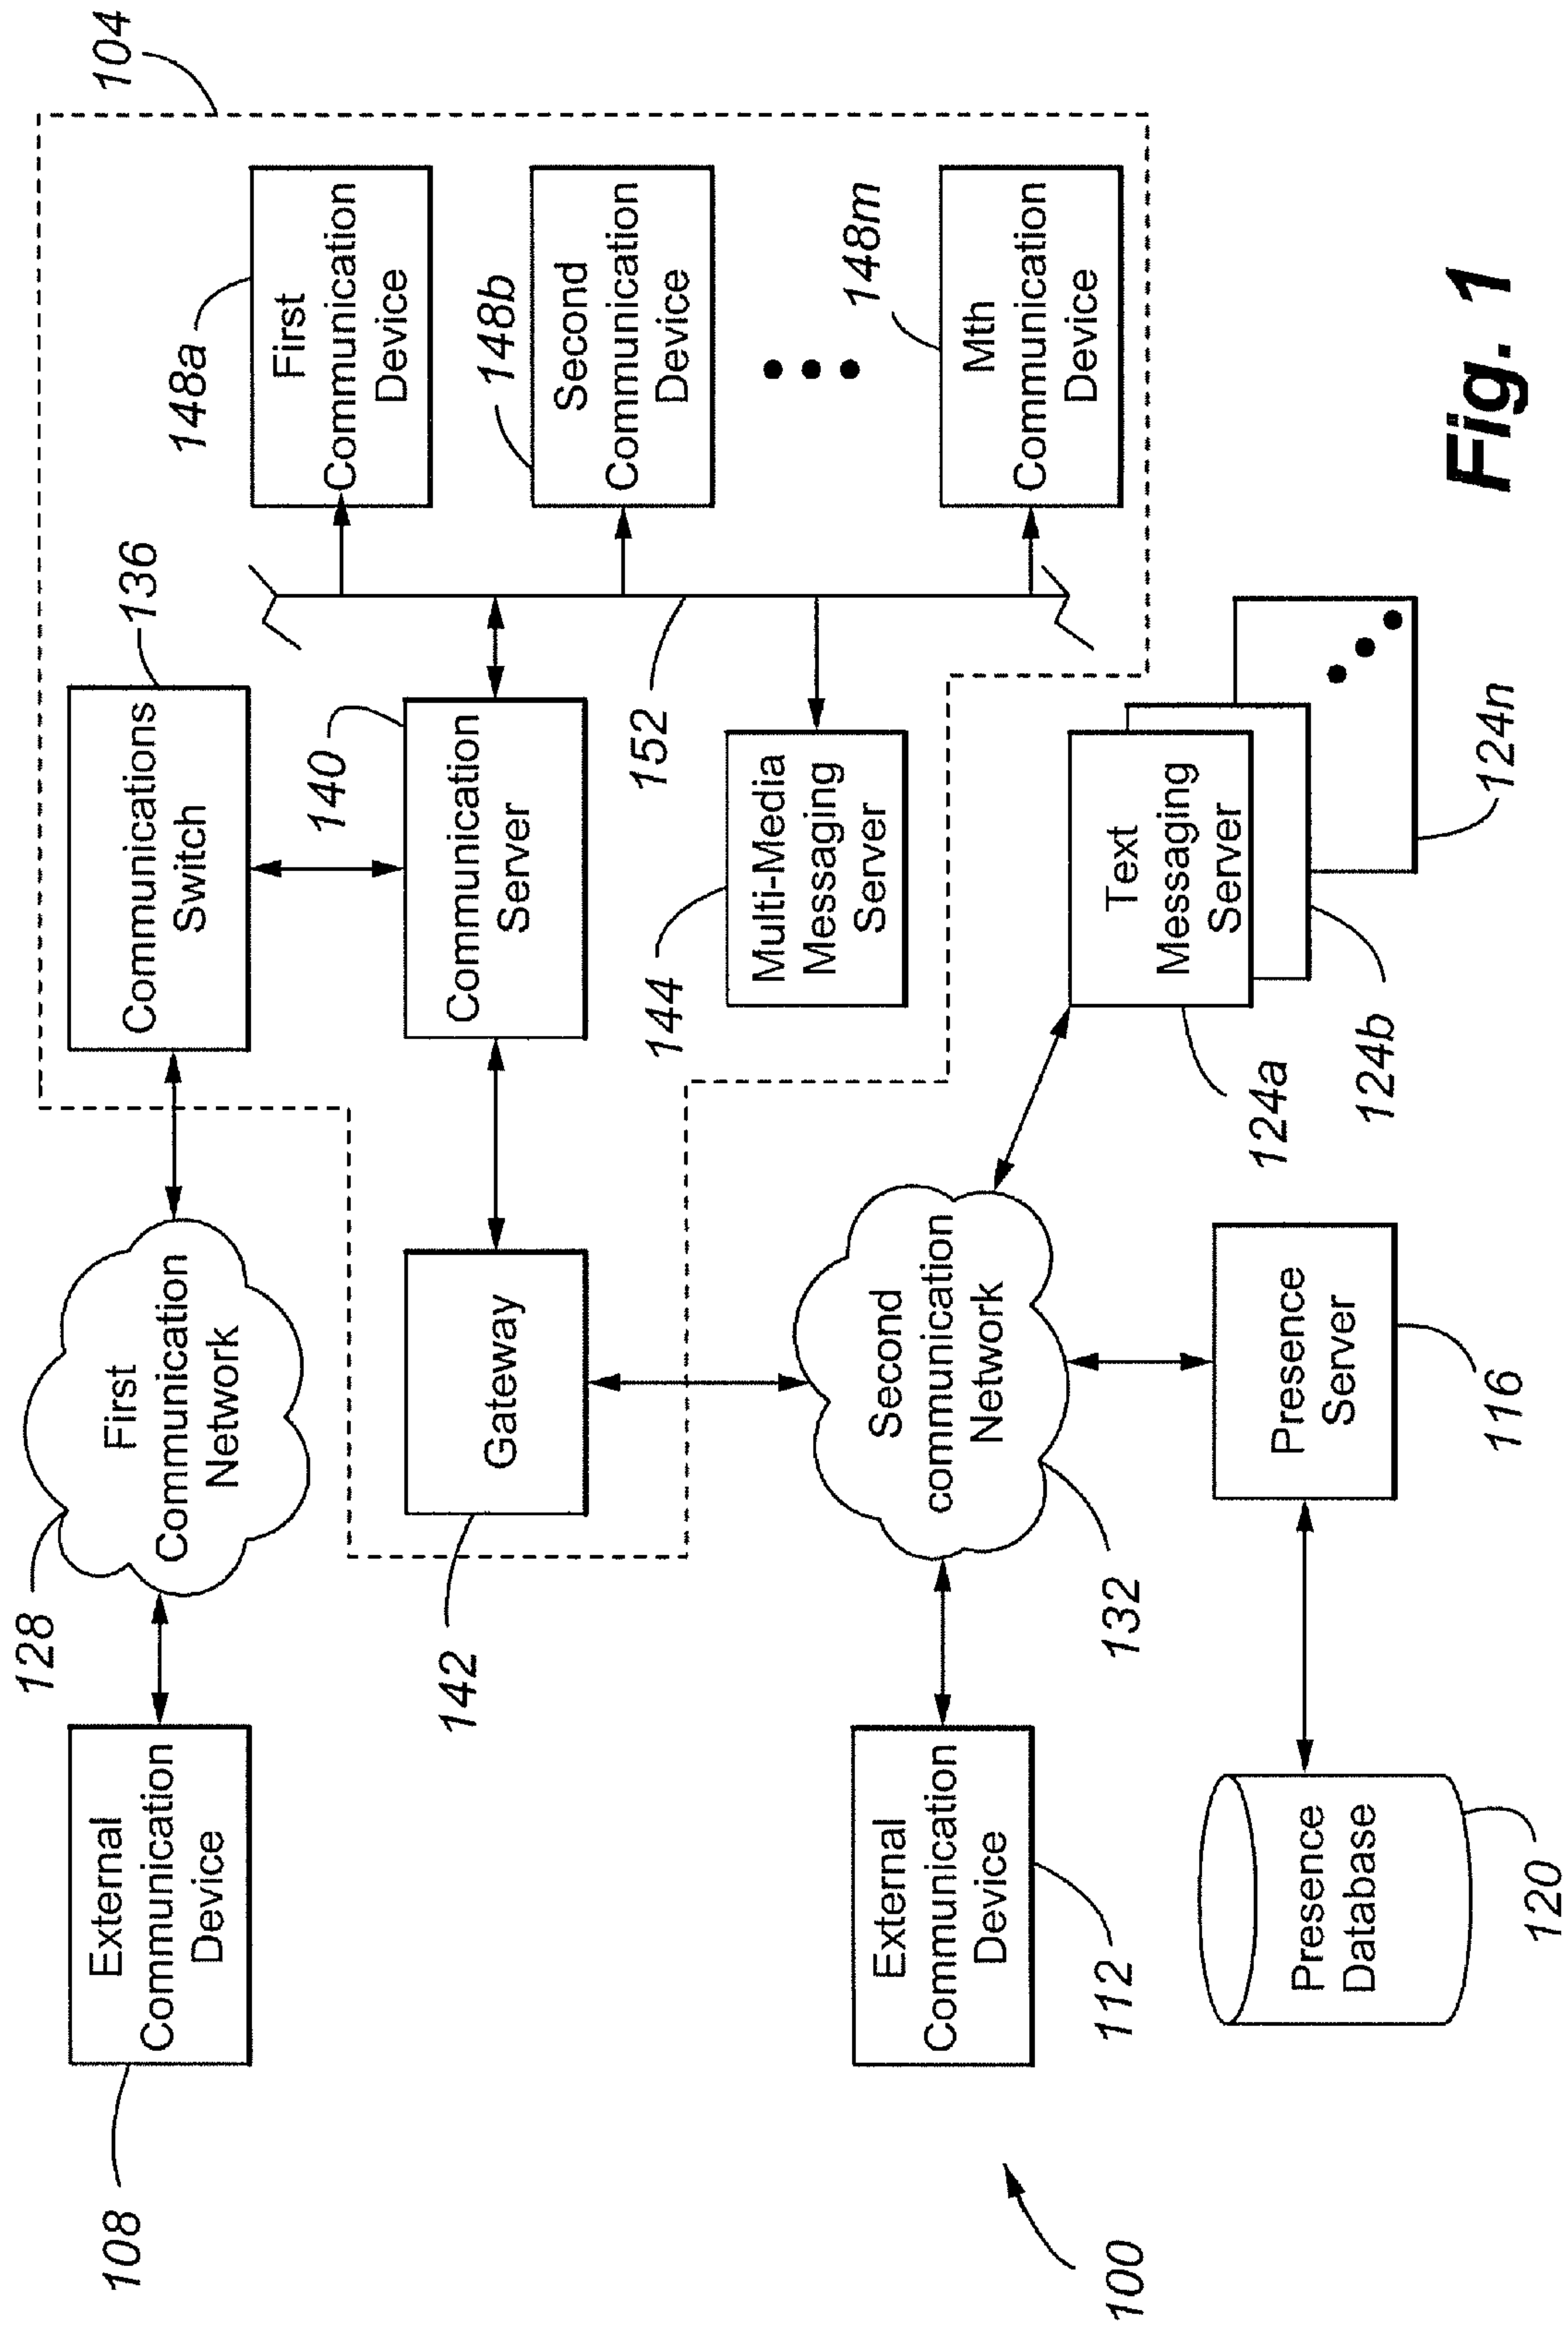 104
128
First
Communication
Network
108
External
Communication
Device
Communications
Switch
136
148a
First
Communication
Device
142
Gateway
140
Communication
Server
148b
Second
Communication
Device
152
144
Multi-Media
Messaging
Server
148m
Mth
Communication
Device
112
External
Communication
Device
132
Second
communication
Network
Text
Messaging
Server
124a
124b
124n
Presence
Server
116
Presence
Database
120
100
Fig. 1